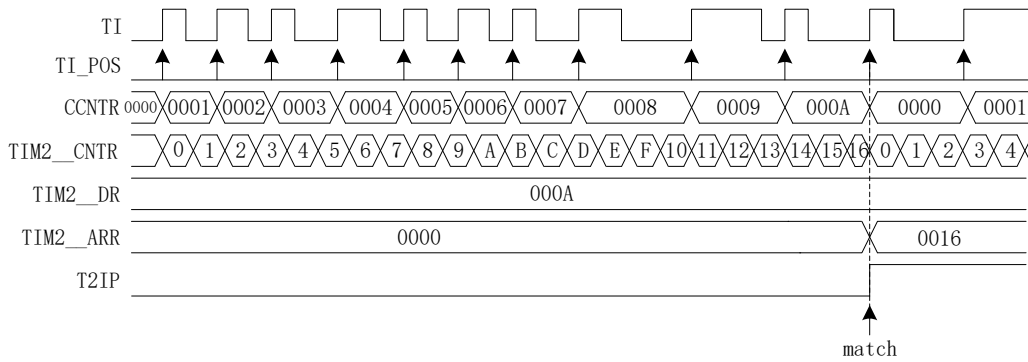 TI
TI_POS
CCNTR 0000 0001 0002 0003 0004 0005 0006 0007 0008 0009 000A 0000 0001
TIM2__CNTR 0 1 2 3 4 5 6 7 8 9 A B C D E F 10 11 12 13 14 15 16 0 1 2 3 4
TIM2__DR 000A
TIM2__ARR 0000 0016
T2IP
match